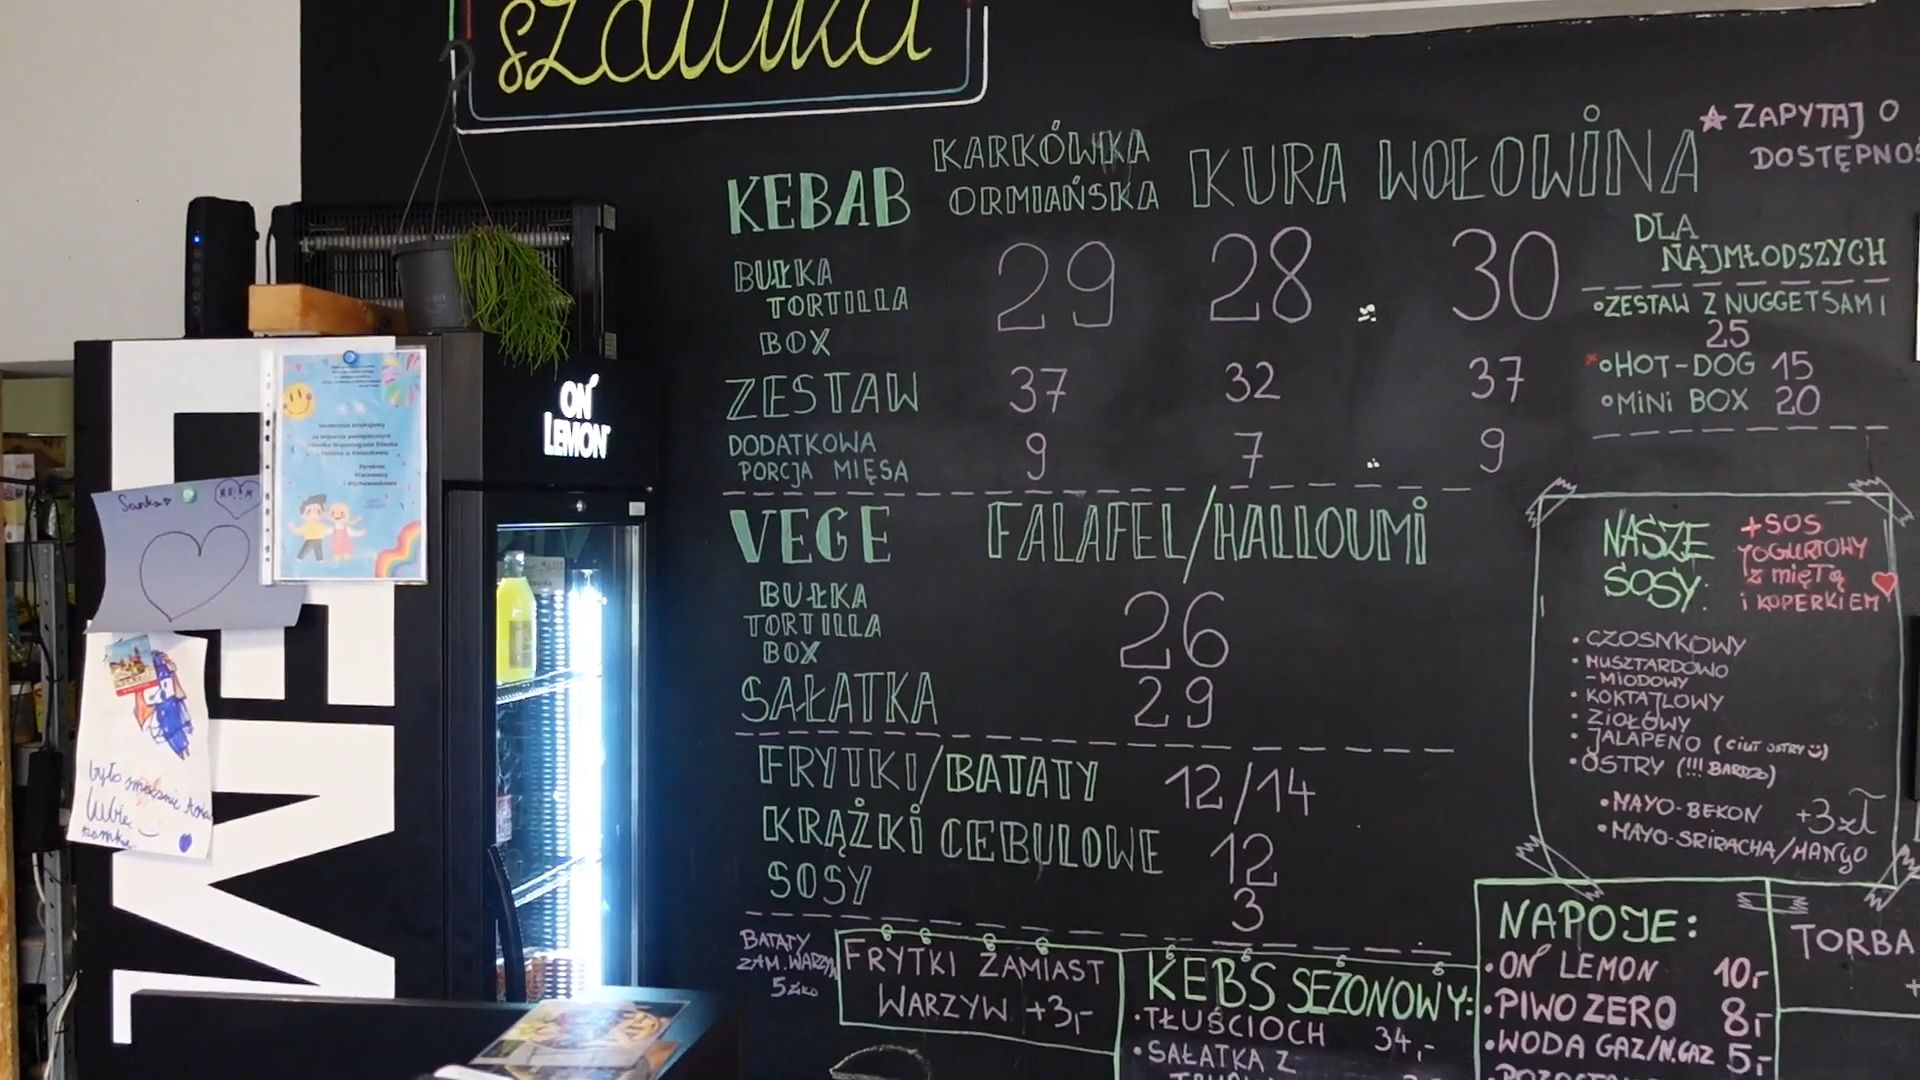 szamka
KEBAB
KARKÓWKA
ORMIAŃSKA
KURA
WOŁOWINA
BUŁKA
TORTILLA
BOX
29 28 30
ZESTAW 37 32 37
DODATKOWA
PORCJA MIĘSA 9 7 9
VEGE FALAFEL/HALLOUMI
BUŁKA
TORTILLA
BOX
26
SAŁATKA 29
FRYTKI/BATATY 12/14
KRĄŻKI CEBULOWE 12
SOSY 3
BATATY
ZAM. WARZYW
5ziko
FRYTKI ZAMIAST
WARZYW +3,-
KEBS SEZONOWY:
•TŁUŚCIOCH 34,-
•SAŁATKA Z
ZAPYTAJ O
DLA
NAJMŁODSZYCH
ZESTAW Z NUGGETSAMI
25
HOT-DOG 15
MINI BOX 20
NASZE
SOSY:
+SOS
YOGURTOWY
z miętą
i KOPERKIEM
•CZOSNKOWY
•MUSZTARDOWO
-MIODOWY
•KOKTAJLOWY
•ZIOŁOWY
•JALAPENO (CIUT OSTRY)
•OSTRY (!!! BARDZO)
•MAYO-BEKON +3zł
•MAYO-SRIRACHA/MANGO
NAPOJE:
•ON LEMON 10,-
•PIWO ZERO 8,-
•WODA GAZ/N.GAZ 5,-
TORBA
+
ON
LEMON
LEM